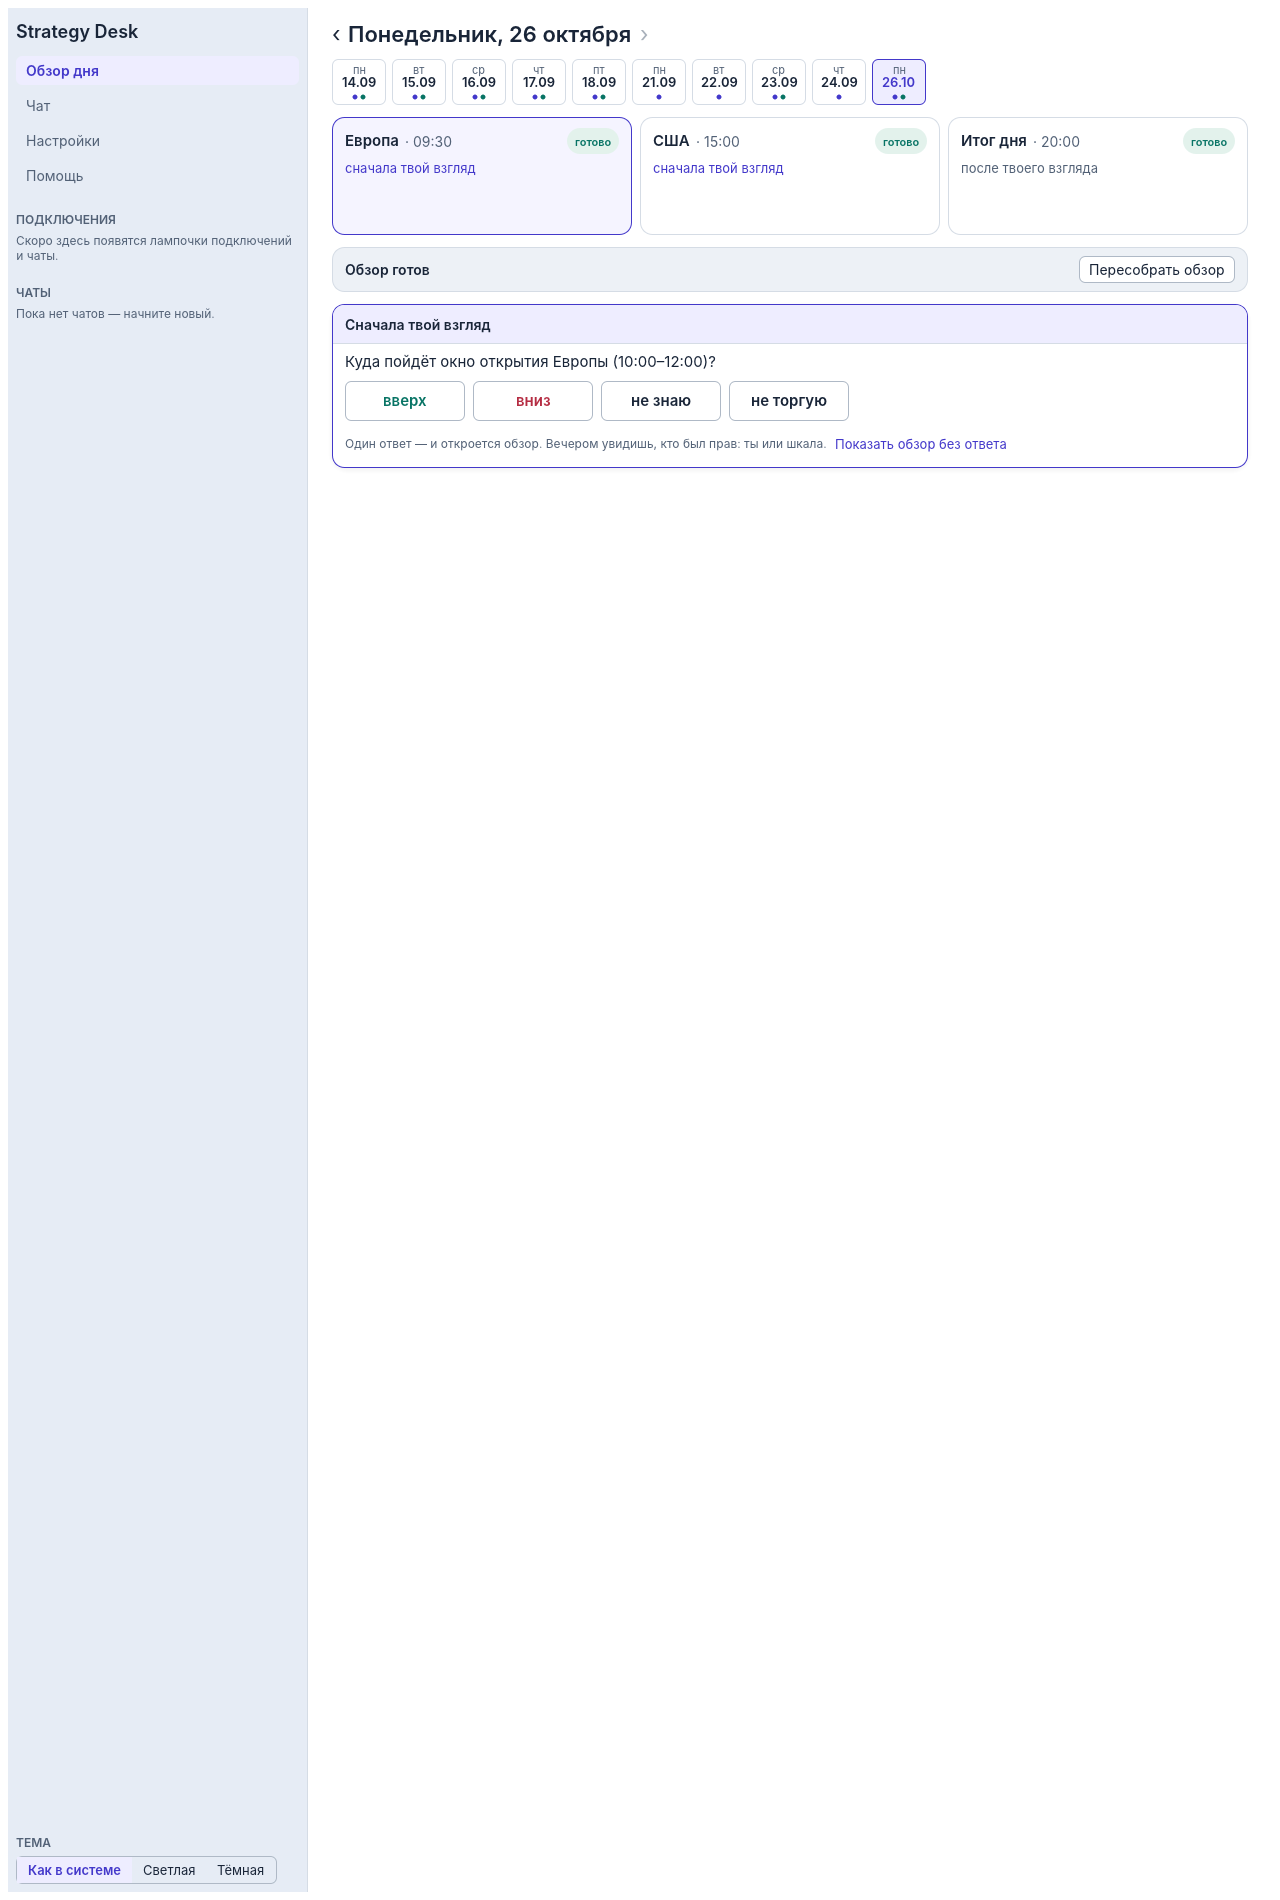 Strategy Desk
Обзор дня
Чат
Настройки
Помощь
ПОДКЛЮЧЕНИЯ
Скоро здесь появятся лампочки подключений
и чаты.
ЧАТЫ
Пока нет чатов — начните новый.
ТЕМА
Как в системе Светлая Тёмная
‹ Понедельник, 26 октября ›
пн вт ср чт пт пн вт ср чт пн
14.09 15.09 16.09 17.09 18.09 21.09 22.09 23.09 24.09 26.10
Европа · 09:30 готово
сначала твой взгляд
США · 15:00 готово
сначала твой взгляд
Итог дня · 20:00 готово
после твоего взгляда
Обзор готов Пересобрать обзор
Сначала твой взгляд
Куда пойдёт окно открытия Европы (10:00–12:00)?
вверх вниз не знаю не торгую
Один ответ — и откроется обзор. Вечером увидишь, кто был прав: ты или шкала. Показать обзор без ответа